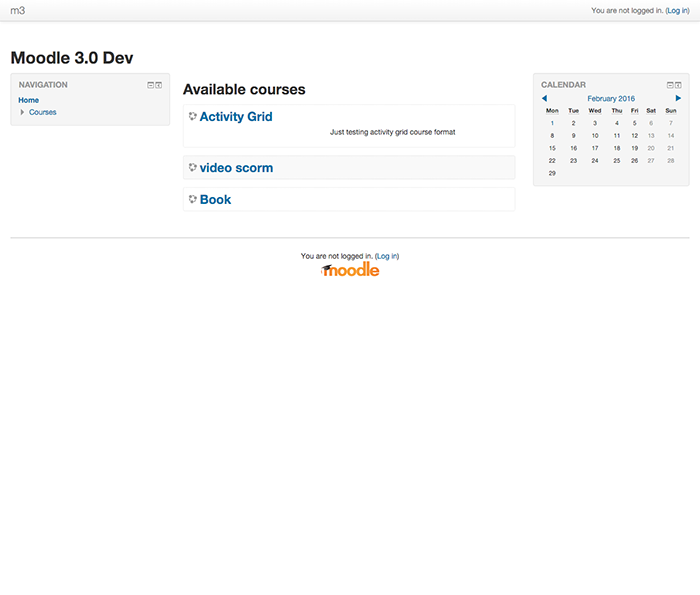 m3
You are not logged in. (Log in)
Moodle 3.0 Dev
NAVIGATION
Home
Courses
Available courses
Activity Grid
Just testing activity grid course format
video scorm
Book
CALENDAR
February 2016
Mon Tue Wed Thu Fri Sat Sun
1 2 3 4 5 6 7
8 9 10 11 12 13 14
15 16 17 18 19 20 21
22 23 24 25 26 27 28
29
You are not logged in. (Log in)
moodle